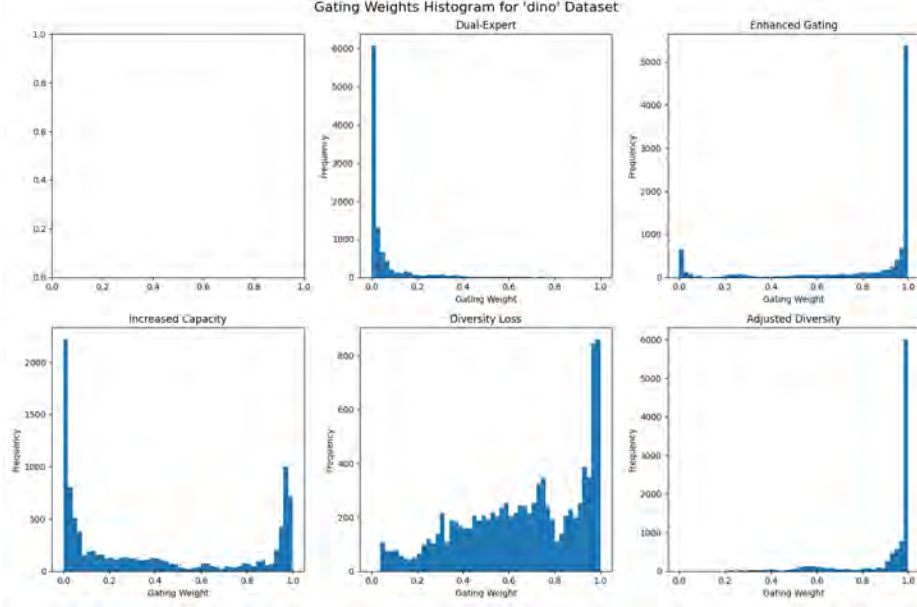 Gating Weights Histogram for 'dino' Dataset
1.0
0.8
0.6
0.4
0.2
0.0
0.0 0.2 0.4 0.6 0.8 1.0
Dual-Expert
Frequency
6000
5000
4000
3000
2000
1000
0
0.0 0.2 0.4 0.6 0.8 1.0
Gating Weight
Enhanced Gating
Frequency
5000
4000
3000
2000
1000
0
0.0 0.2 0.4 0.6 0.8 1.0
Gating Weight
Increased Capacity
Frequency
2000
1500
1000
500
0
0.0 0.2 0.4 0.6 0.8 1.0
Gating Weight
Diversity Loss
Frequency
800
600
400
200
0
0.0 0.2 0.4 0.6 0.8 1.0
Gating Weight
Adjusted Diversity
Frequency
6000
5000
4000
3000
2000
1000
0
0.0 0.2 0.4 0.6 0.8 1.0
Gating Weight